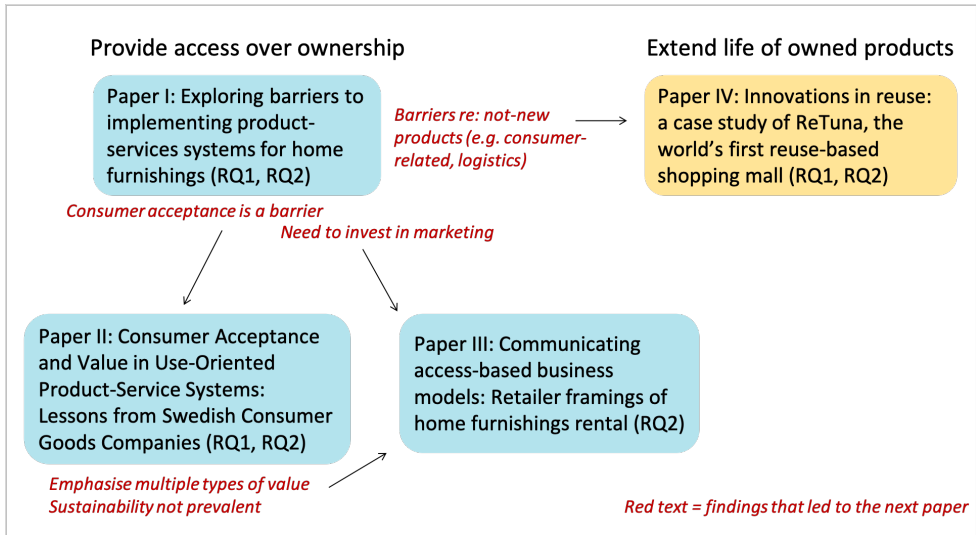 Provide access over ownership
Extend life of owned products
Paper I: Exploring barriers to
implementing product-
services systems for home
furnishings (RQ1, RQ2)
Barriers re: not-new
products (e.g. consumer-
related, logistics)
Paper IV: Innovations in reuse:
a case study of ReTuna, the
world’s first reuse-based
shopping mall (RQ1, RQ2)
Consumer acceptance is a barrier
Need to invest in marketing
Paper II: Consumer Acceptance
and Value in Use-Oriented
Product-Service Systems:
Lessons from Swedish Consumer
Goods Companies (RQ1, RQ2)
Paper III: Communicating
access-based business
models: Retailer framings of
home furnishings rental (RQ2)
Emphasise multiple types of value
Sustainability not prevalent
Red text = findings that led to the next paper